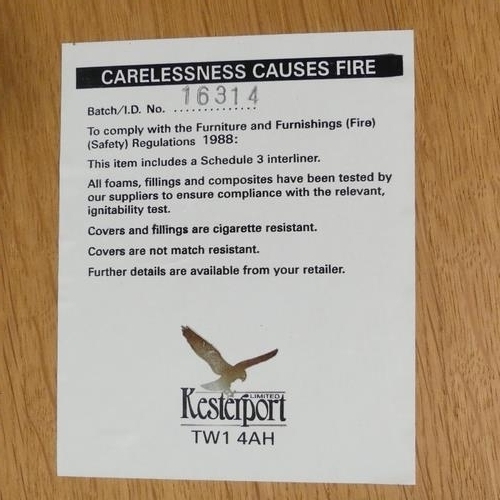 CARELESSNESS CAUSES FIRE
Batch/I.D. No. 16314
To comply with the Furniture and Furnishings (Fire)
(Safety) Regulations 1988:
This item includes a Schedule 3 interliner.
All foams, fillings and composites have been tested by
our suppliers to ensure compliance with the relevant,
ignitability test.
Covers and fillings are cigarette resistant.
Covers are not match resistant.
Further details are available from your retailer.
LIMITED
Kesterport
TW1 4AH